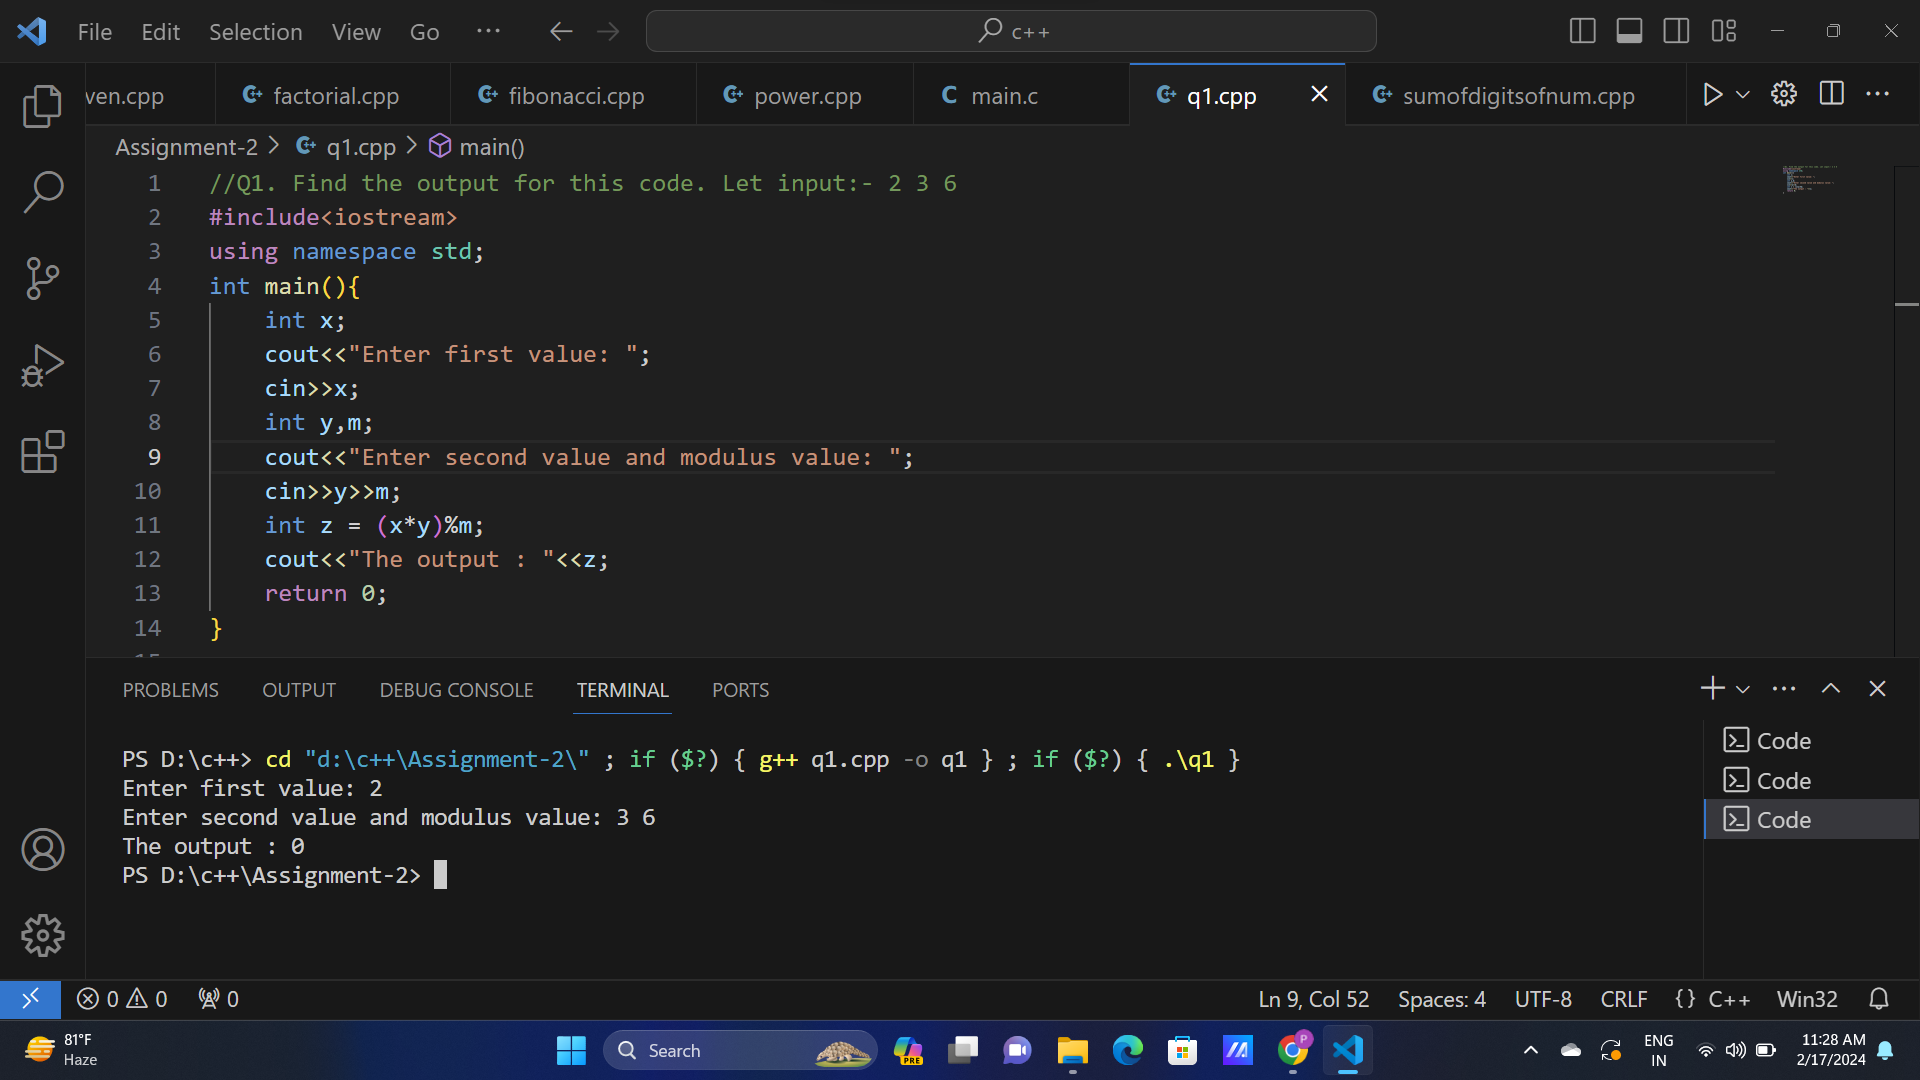 File Edit Selection View Go ··· c++
ven.cpp factorial.cpp fibonacci.cpp power.cpp C main.c q1.cpp sumofdigitsofnum.cpp
Assignment-2 > q1.cpp > main()
1 //Q1. Find the output for this code. Let input:- 2 3 6
2 #include<iostream>
3 using namespace std;
4 int main(){
5 int x;
6 cout<<"Enter first value: ";
7 cin>>x;
8 int y,m;
9 cout<<"Enter second value and modulus value: ";
10 cin>>y>>m;
11 int z = (x*y)%m;
12 cout<<"The output : "<<z;
13 return 0;
14 }
PROBLEMS OUTPUT DEBUG CONSOLE TERMINAL PORTS
PS D:\c++> cd "d:\c++\Assignment-2\" ; if ($?) { g++ q1.cpp -o q1 } ; if ($?) { .\q1 }
Enter first value: 2
Enter second value and modulus value: 3 6
The output : 0
PS D:\c++\Assignment-2>
Code
Code
Code
0 0 0 Ln 9, Col 52 Spaces: 4 UTF-8 CRLF {} C++ Win32
81°F
Haze
Search
PRE
P
ENG
IN
11:28 AM
2/17/2024